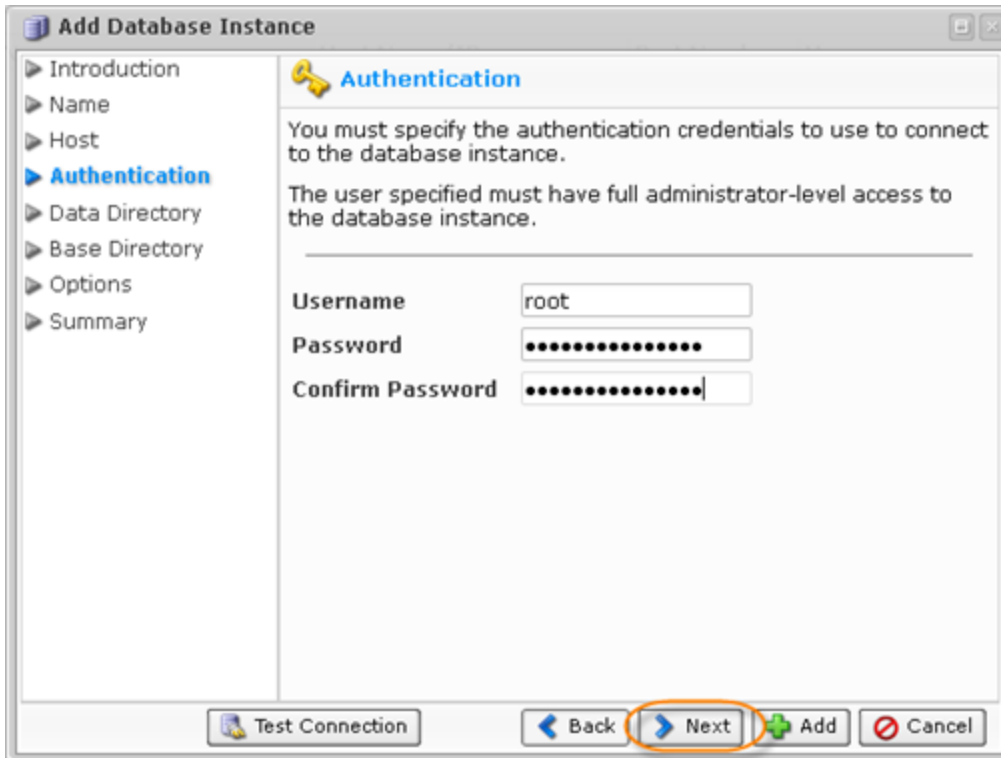 Add Database Instance
Introduction
Name
Host
Authentication
Data Directory
Base Directory
Options
Summary
Authentication
You must specify the authentication credentials to use to connect
to the database instance.
The user specified must have full administrator-level access to
the database instance.
Username root
Password •••••••••••••••
Confirm Password •••••••••••••••
Test Connection
Back
Next
Add
Cancel